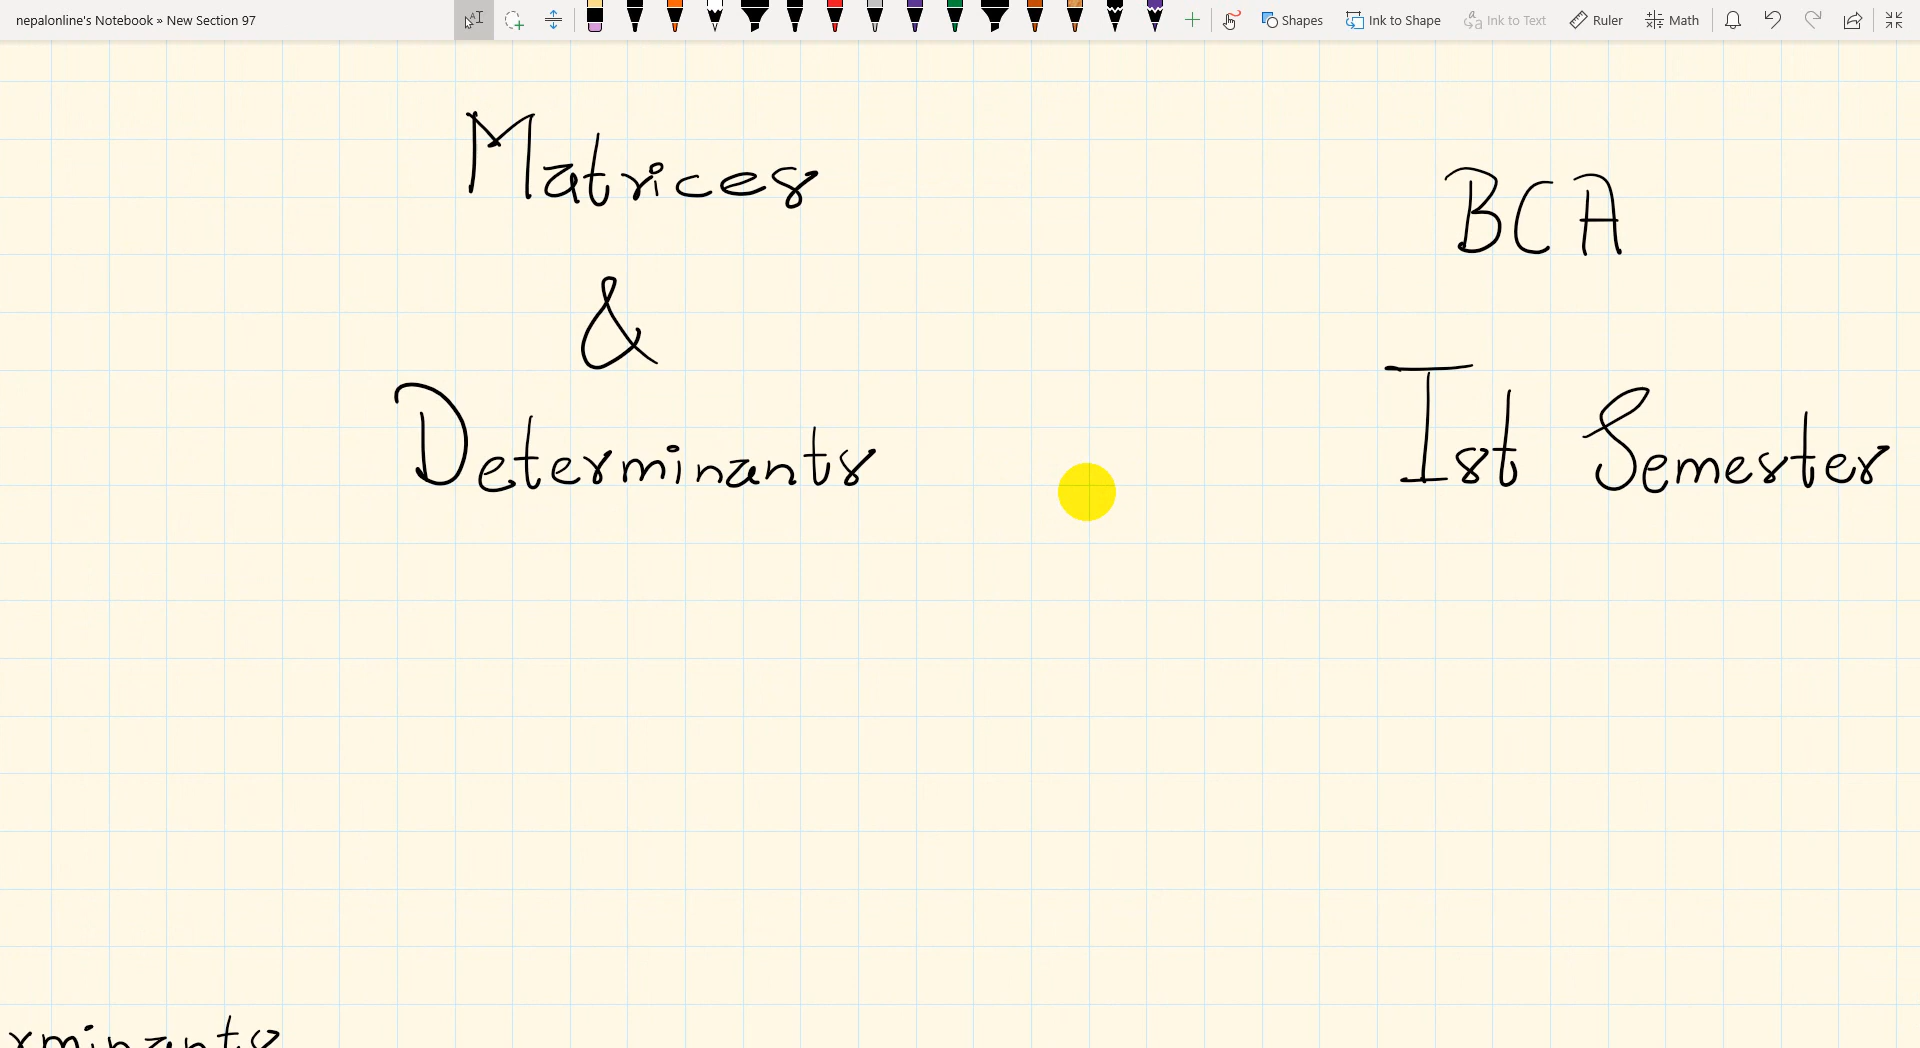 nepalonline's Notebook » New Section 97
Shapes
Ink to Shape
Ink to Text
Ruler
Math
Matrices
&
Determinants
BCA
Ist Semester
rminants